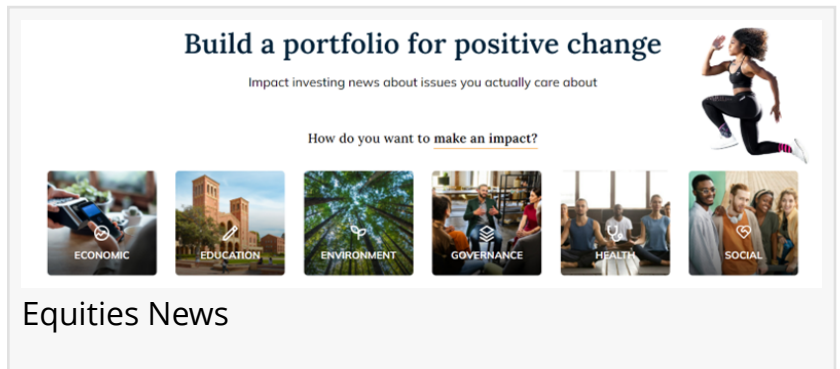 Build a portfolio for positive change
Impact investing news about issues you actually care about
How do you want to make an impact?
ECONOMIC
EDUCATION
ENVIRONMENT
GOVERNANCE
HEALTH
SOCIAL
Equities News